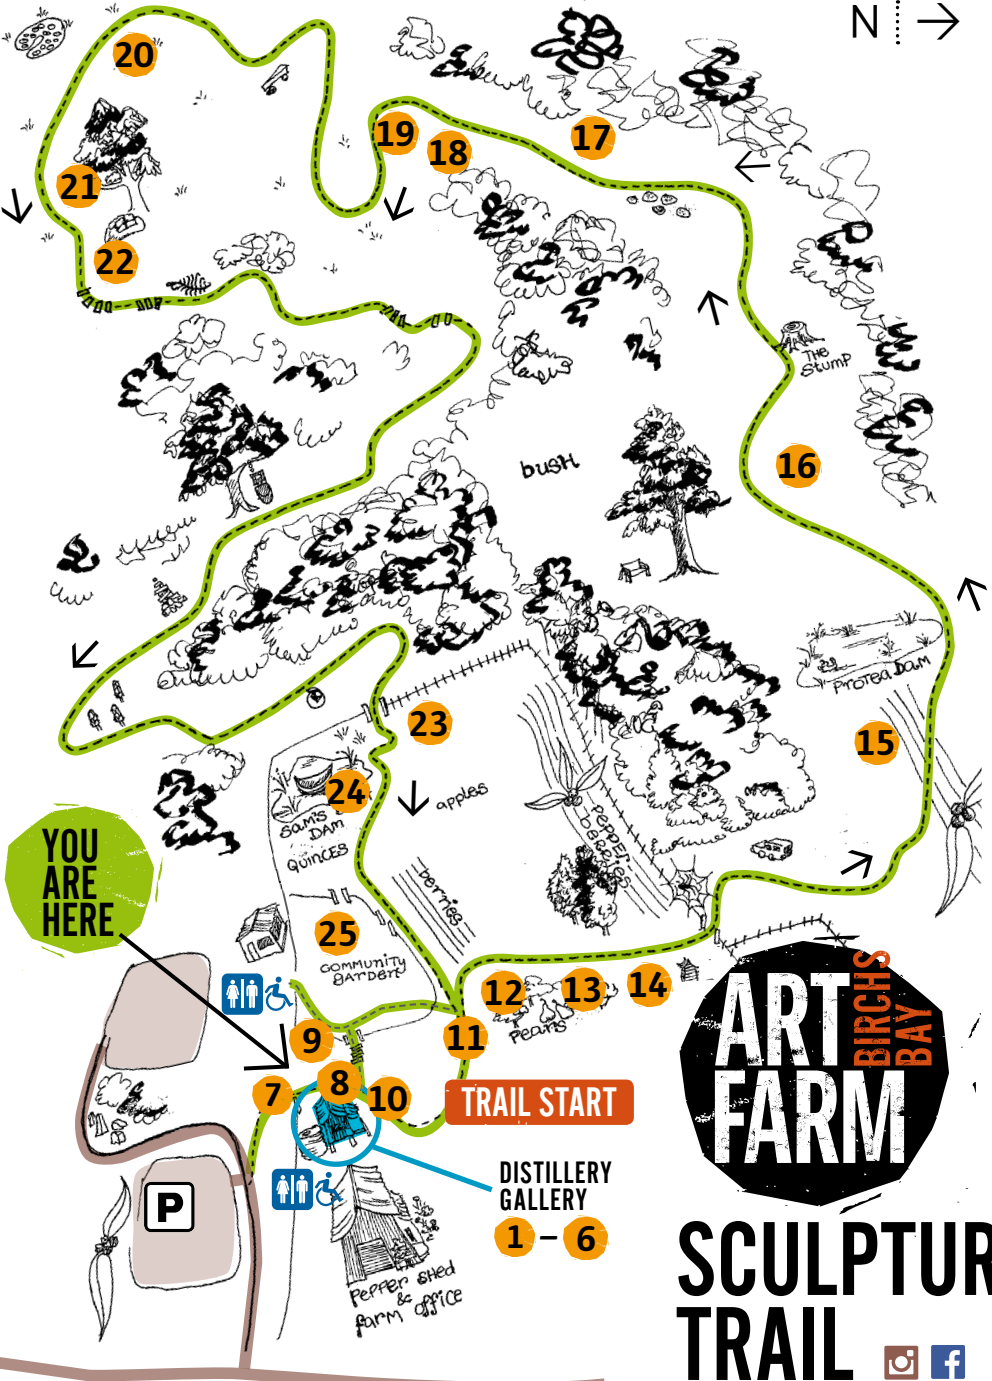 N
20
19
18
17
21
22
THE
Stump
16
bush
PROTEA DAM
23
15
24
SAM'S
DAM
apples
QUINCES
PEPPER
berries
berries
YOU
ARE
HERE
25
COMMUNITY
GARDEN
12
13
14
Pears
9
11
7
8
10
TRAIL START
ART
FARM
BIRCHS
BAY
DISTILLERY
GALLERY
1 – 6
P
PEPPER SHED
&
farm office
SCULPTUR
TRAIL
f